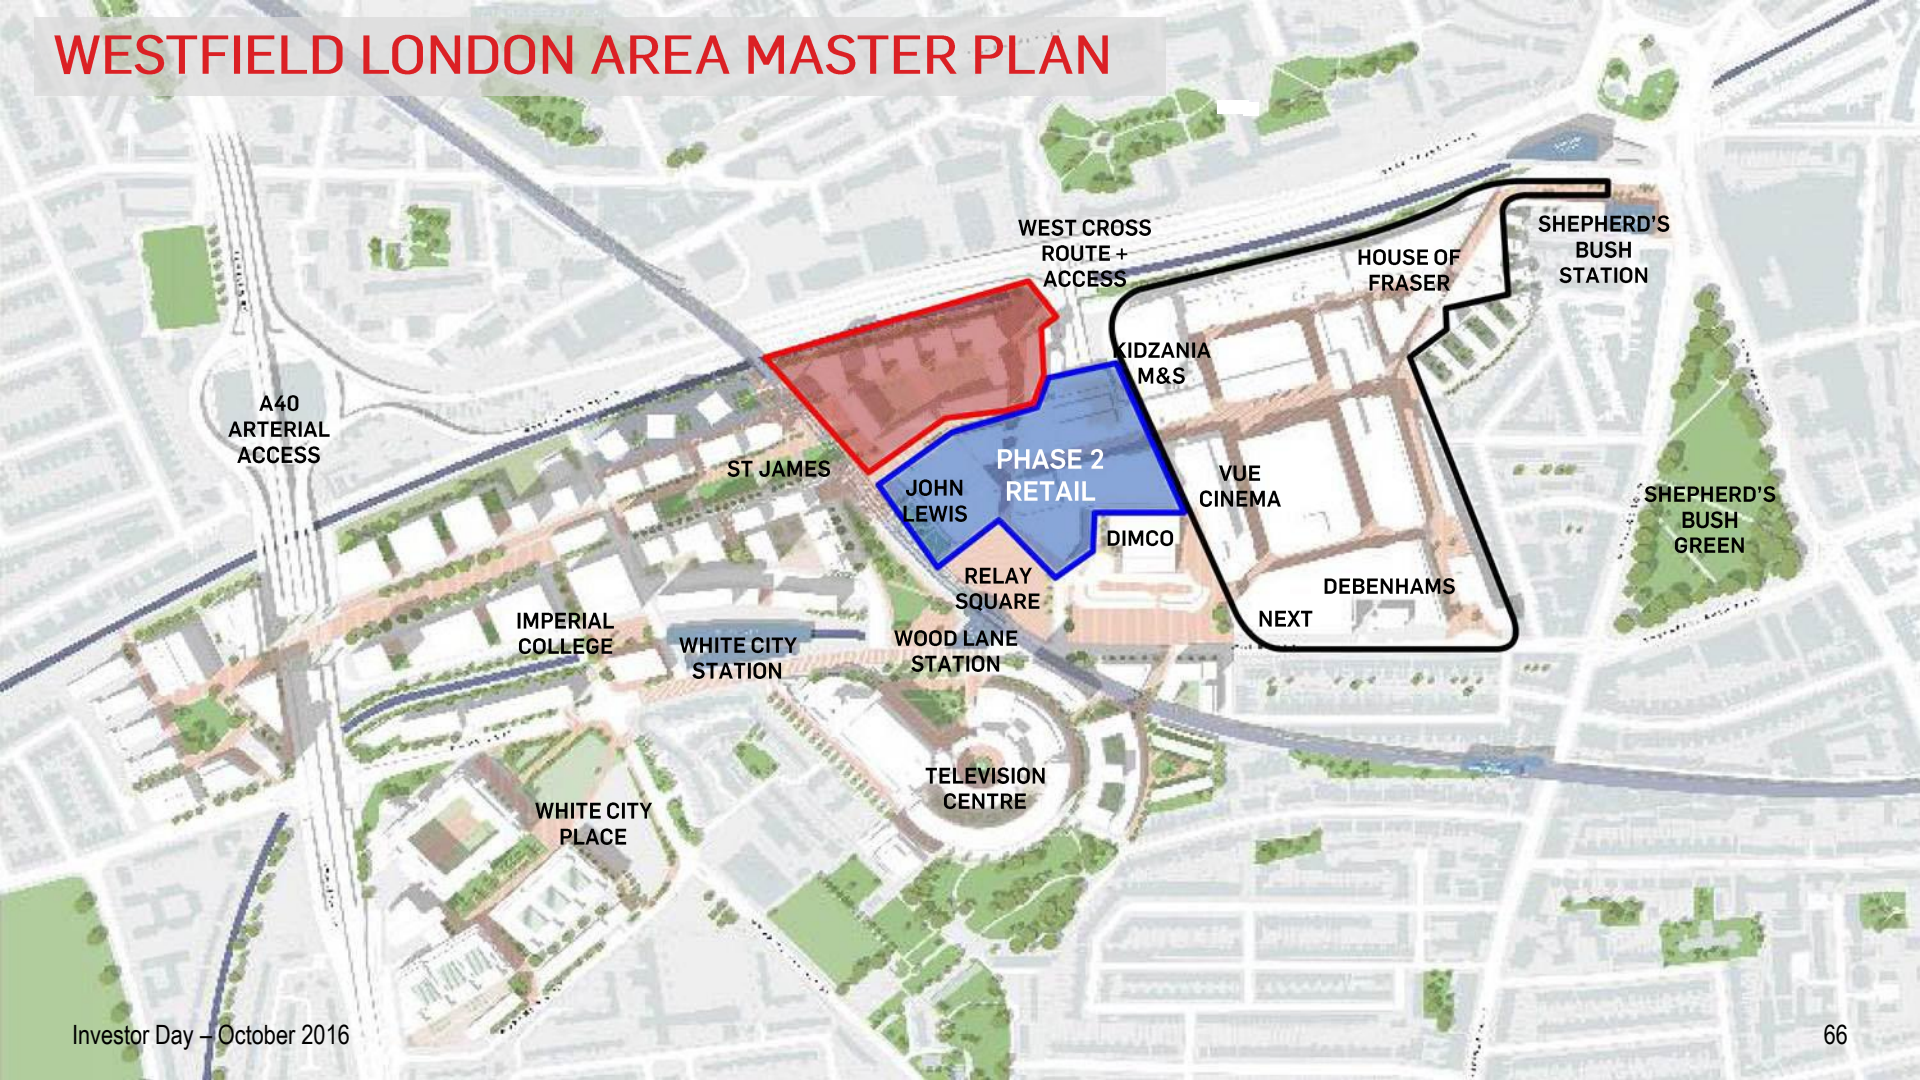 WESTFIELD LONDON AREA MASTER PLAN
WEST CROSS
ROUTE +
ACCESS
SHEPHERD'S
BUSH
STATION
HOUSE OF
FRASER
KIDZANIA
M&S
A40
ARTERIAL
ACCESS
ST JAMES
PHASE 2
RETAIL
JOHN
LEWIS
VUE
CINEMA
SHEPHERD'S
BUSH
GREEN
DIMCO
RELAY
SQUARE
DEBENHAMS
NEXT
IMPERIAL
COLLEGE
WHITE CITY
STATION
WOOD LANE
STATION
TELEVISION
CENTRE
WHITE CITY
PLACE
Investor Day – October 2016
66